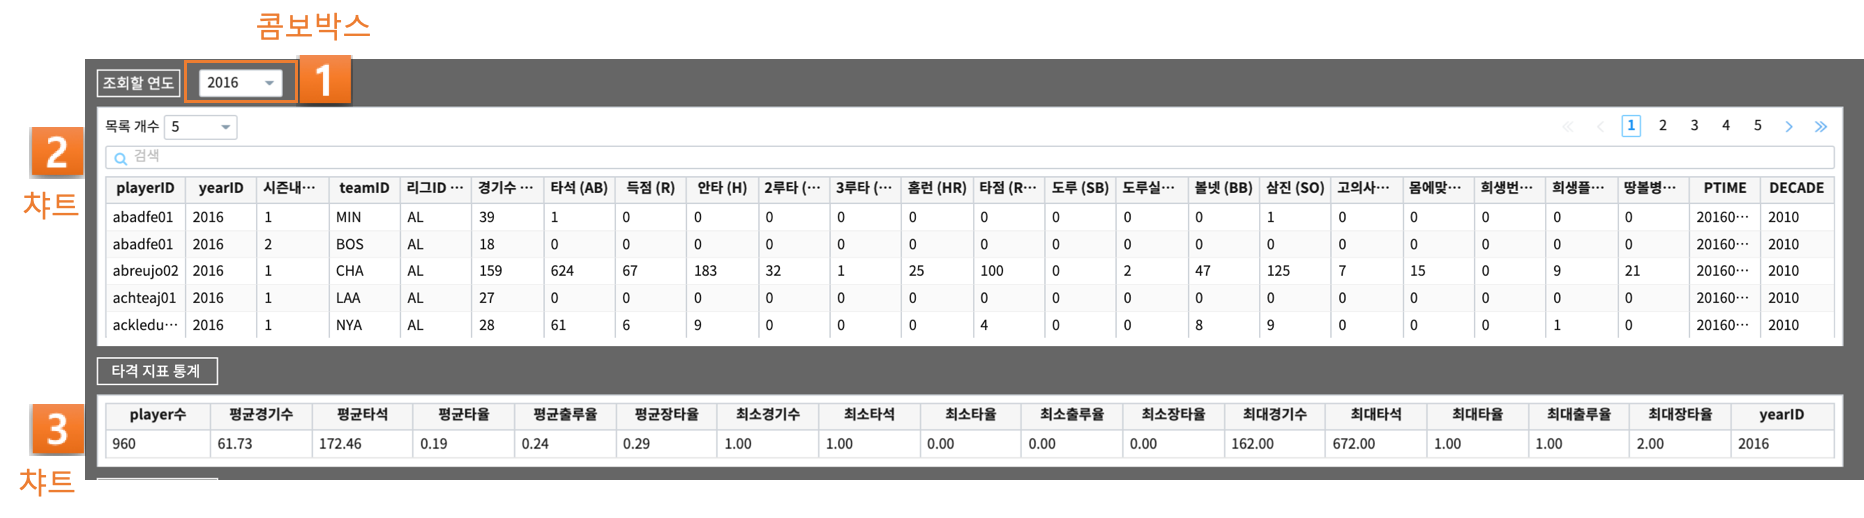 콤보박스
조회할 연도 2016 1
목록 개수 5 1 2 3 4 5
2
검색
챠트
playerID yearID 시즌내… teamID 리그ID … 경기수 … 타석 (AB) 득점 (R) 안타 (H) 2루타 (… 3루타 (… 홈런 (HR) 타점 (R… 도루 (SB) 도루실… 볼넷 (BB) 삼진 (SO) 고의사… 몸에맞… 희생번… 희생플… 땅볼병… PTIME DECADE
abadfe01 2016 1 MIN AL 39 1 0 0 0 0 0 0 0 0 0 1 0 0 0 0 0 20160… 2010
abadfe01 2016 2 BOS AL 18 0 0 0 0 0 0 0 0 0 0 0 0 0 0 0 0 20160… 2010
abreujo02 2016 1 CHA AL 159 624 67 183 32 1 25 100 0 2 47 125 7 15 0 9 21 20160… 2010
achteaj01 2016 1 LAA AL 27 0 0 0 0 0 0 0 0 0 0 0 0 0 0 0 0 20160… 2010
ackledu… 2016 1 NYA AL 28 61 6 9 0 0 0 4 0 0 8 9 0 0 0 1 0 20160… 2010
타격 지표 통계
3
챠트
player수 평균경기수 평균타석 평균타율 평균출루율 평균장타율 최소경기수 최소타석 최소타율 최소출루율 최소장타율 최대경기수 최대타석 최대타율 최대출루율 최대장타율 yearID
960 61.73 172.46 0.19 0.24 0.29 1.00 1.00 0.00 0.00 0.00 162.00 672.00 1.00 1.00 2.00 2016